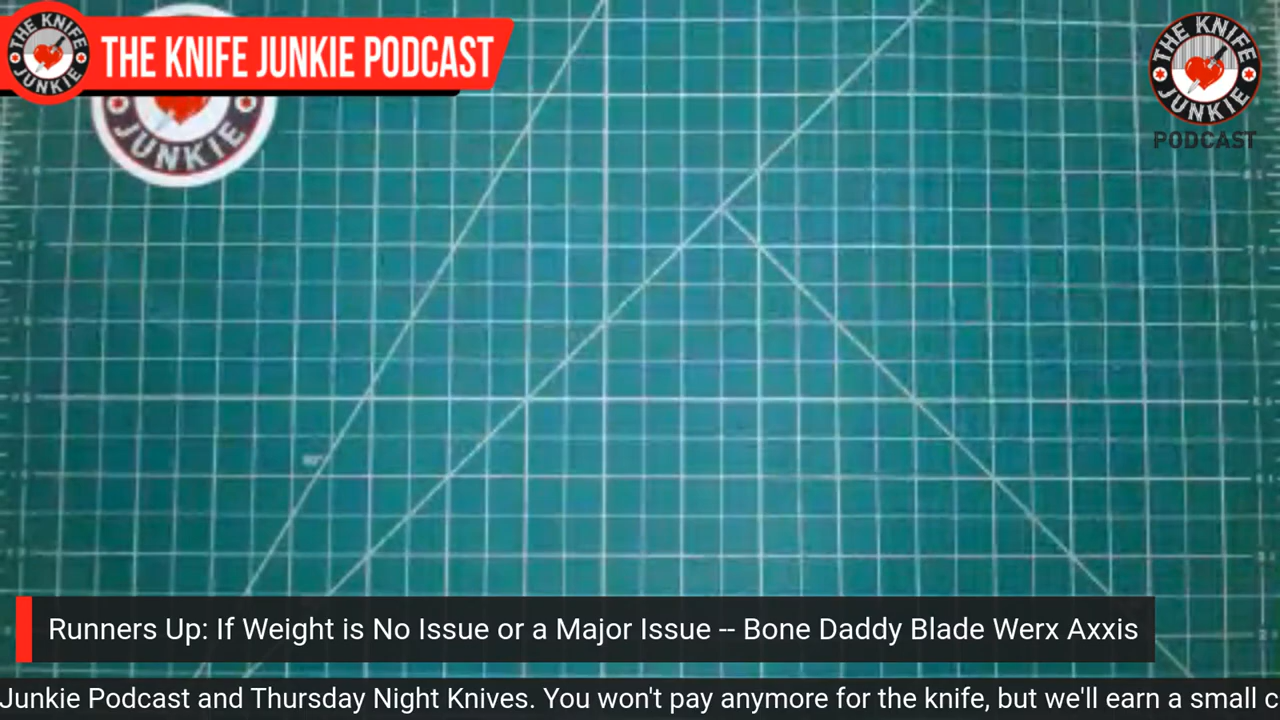 THE KNIFE JUNKIE
THE KNIFE JUNKIE PODCAST
THE KNIFE JUNKIE
PODCAST
JUNKIE
Runners Up: If Weight is No Issue or a Major Issue -- Bone Daddy Blade Werx Axxis
Junkie Podcast and Thursday Night Knives. You won't pay anymore for the knife, but we'll earn a small c